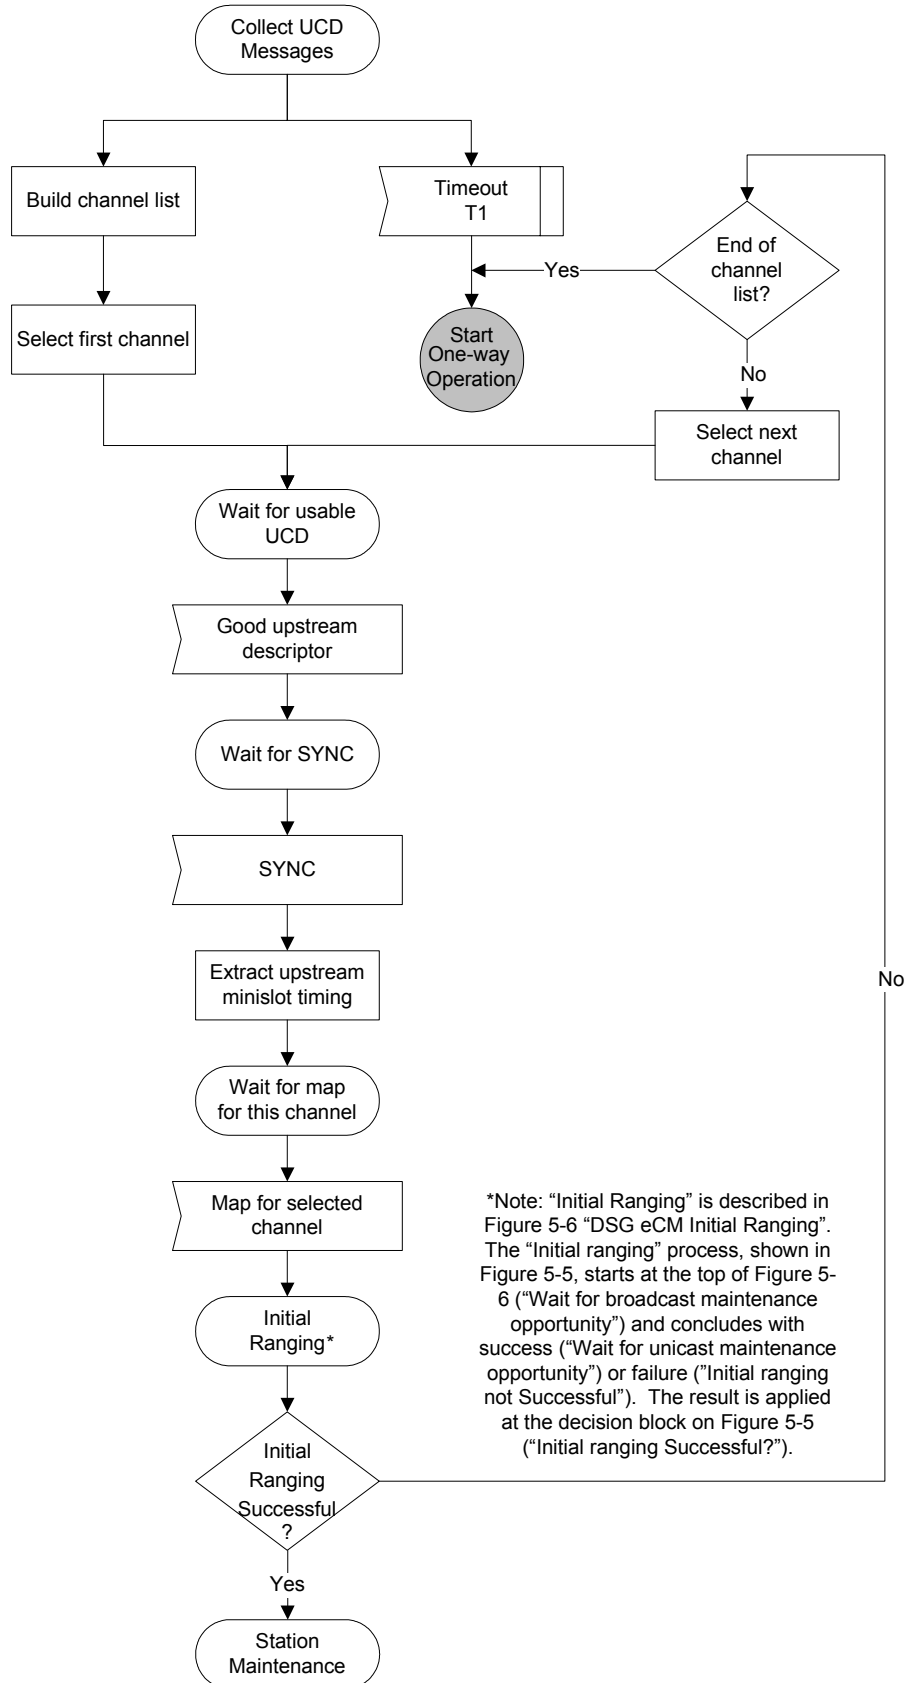 Collect UCD
Messages
Build channel list
Timeout
T1
End of
channel
list?
Yes
Select first channel
Start
One-way
Operation
No
Select next
channel
Wait for usable
UCD
Good upstream
descriptor
Wait for SYNC
SYNC
Extract upstream
minislot timing
No
Wait for map
for this channel
Map for selected
channel
*Note: “Initial Ranging” is described in
Figure 5-6 “DSG eCM Initial Ranging”.
The “Initial ranging” process, shown in
Figure 5-5, starts at the top of Figure 5-
6 (“Wait for broadcast maintenance
opportunity”) and concludes with
success (“Wait for unicast maintenance
opportunity”) or failure (”Initial ranging
not Successful”). The result is applied
at the decision block on Figure 5-5
(“Initial ranging Successful?”).
Initial
Ranging*
Initial
Ranging
Successful
?
Yes
Station
Maintenance